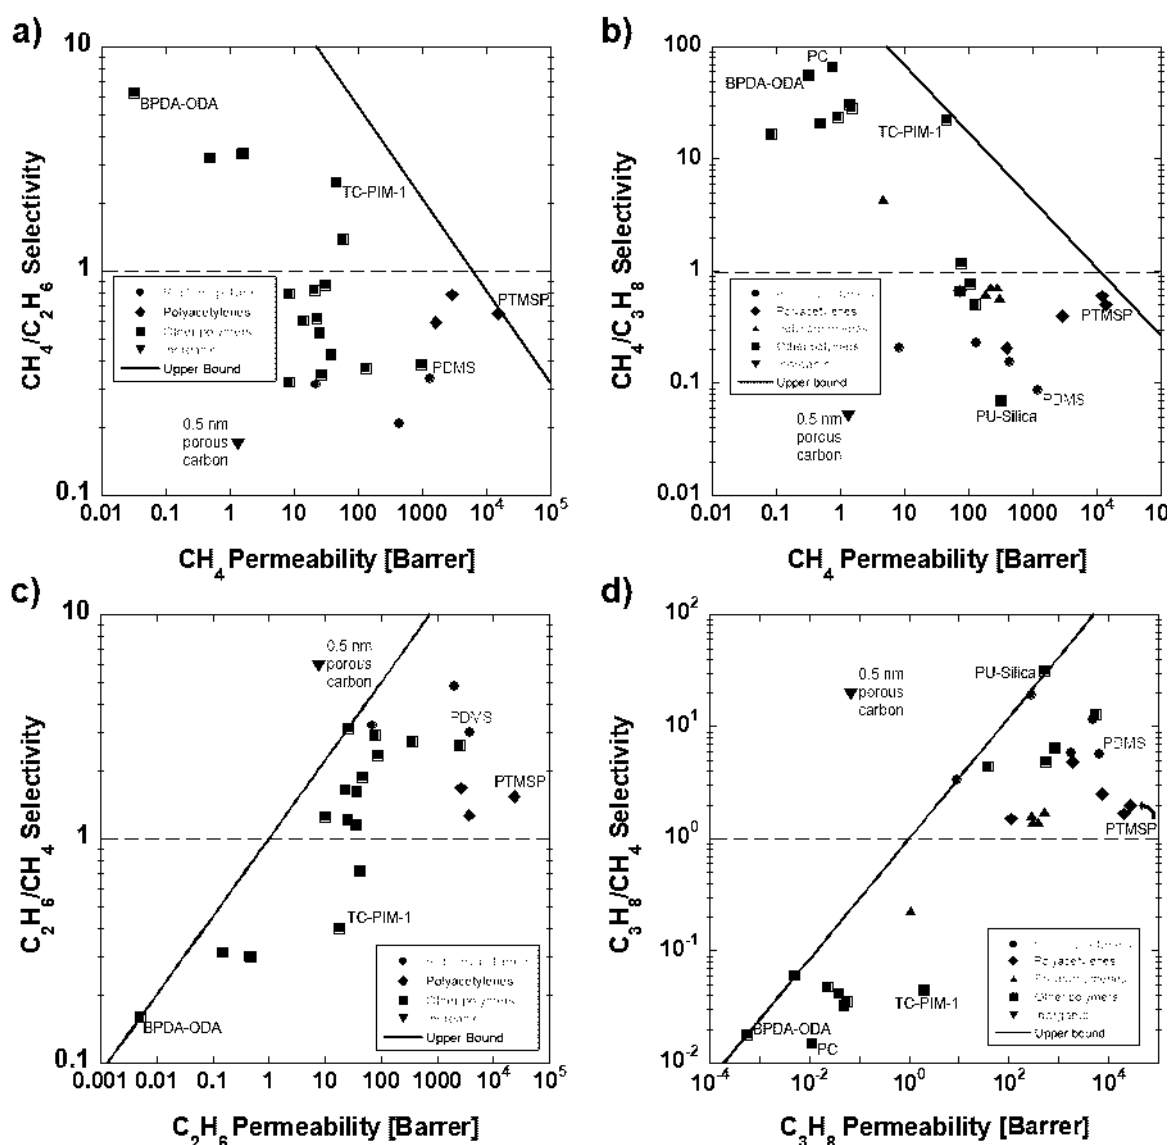 a)
10
1
0.1
CH4/C2H6 Selectivity
BPDA-ODA
TC-PIM-1
PTMSP
PDMS
0.5 nm
porous
carbon
Polyacetylenes
Other polymers
Upper Bound
0.01 0.1 1 10 100 1000 10^4 10^5
CH4 Permeability [Barrer]
b)
100
10
1
0.1
0.01
CH4/C3H8 Selectivity
PC
BPDA-ODA
TC-PIM-1
PTMSP
PDMS
PU-Silica
0.5 nm
porous
carbon
Polyacetylenes
Other polymers
Inorganic
Upper bound
0.01 0.1 1 10 100 1000 10^4
CH4 Permeability [Barrer]
c)
10
1
0.1
C2H6/CH4 Selectivity
0.5 nm
porous
carbon
PDMS
PTMSP
TC-PIM-1
BPDA-ODA
Polyacetylenes
Other polymers
Upper Bound
0.001 0.01 0.1 1 10 100 1000 10^4 10^5
C2H6 Permeability [Barrer]
d)
10^2
10^1
10^0
10^-1
10^-2
C3H8/CH4 Selectivity
PU-Silica
0.5 nm
porous
carbon
PDMS
PTMSP
TC-PIM-1
BPDA-ODA
PC
Polyacetylenes
Other polymers
Inorganic
Upper bound
10^-4 10^-2 10^0 10^2 10^4
C3H8 Permeability [Barrer]